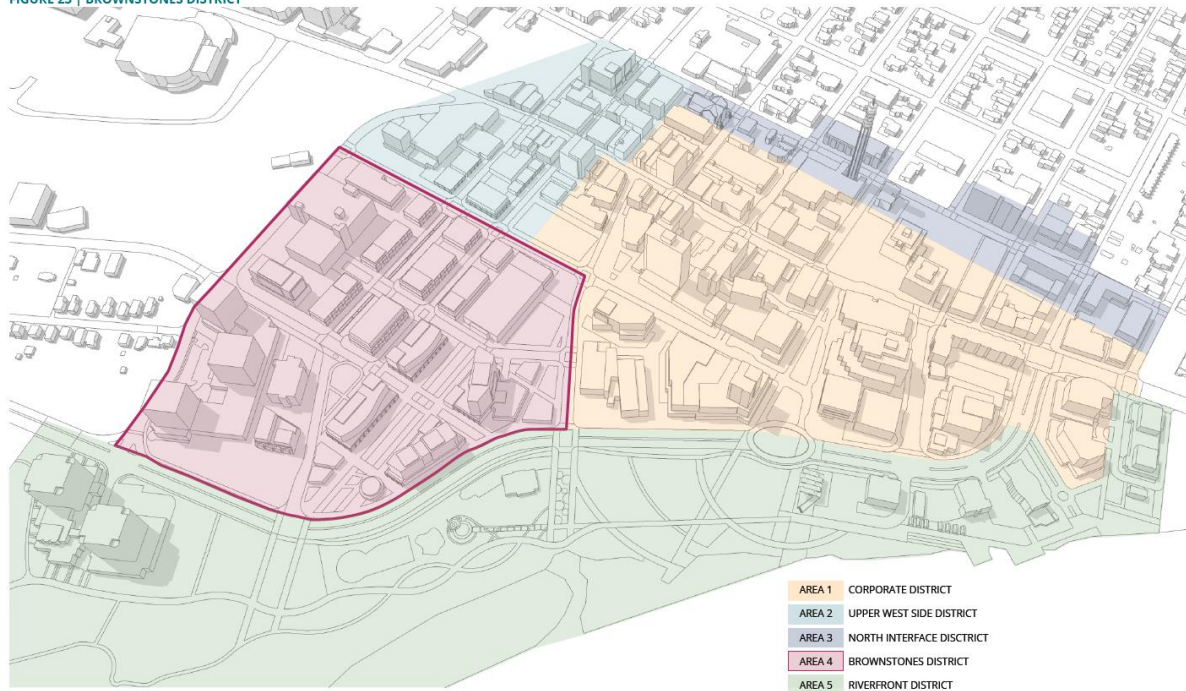 FIGURE 25 | BROWNSTONES DISTRICT
AREA 1 CORPORATE DISTRICT
AREA 2 UPPER WEST SIDE DISTRICT
AREA 3 NORTH INTERFACE DISCTRICT
AREA 4 BROWNSTONES DISTRICT
AREA 5 RIVERFRONT DISTRICT